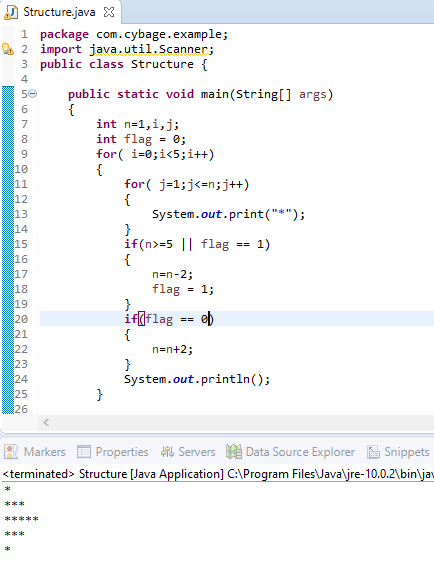 Structure.java
1 package com.cybage.example;
2 import java.util.Scanner;
3 public class Structure {
4
5 public static void main(String[] args)
6 {
7 int n=1,i,j;
8 int flag = 0;
9 for( i=0;i<5;i++)
10 {
11 for( j=1;j<=n;j++)
12 {
13 System.out.print("*");
14 }
15 if(n>=5 || flag == 1)
16 {
17 n=n-2;
18 flag = 1;
19 }
20 if(flag == 0)
21 {
22 n=n+2;
23 }
24 System.out.println();
25 }
26
Markers Properties Servers Data Source Explorer Snippets
<terminated> Structure [Java Application] C:\Program Files\Java\jre-10.0.2\bin\jav
*
***
*****
***
*